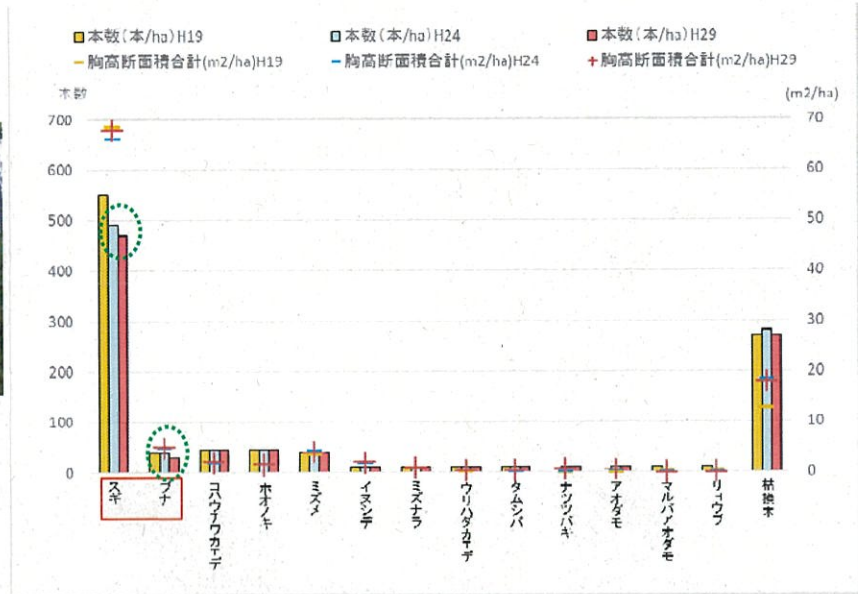 本数(本/ha)H19 本数(本/ha)H24 本数(本/ha)H29
胸高断面積合計(m2/ha)H19 胸高断面積合計(m2/ha)H24 胸高断面積合計(m2/ha)H29
本数 (m2/ha)
700 70
600 60
500 50
400 40
300 30
200 20
100 10
0 0
スギ
ブナ
コハウチワカエデ
ホオノキ
ミズメ
イヌシデ
ミズナラ
ウリハダカエデ
タムシバ
ナツツバキ
アオダモ
マルバアオダモ
リョウブ
枯損木